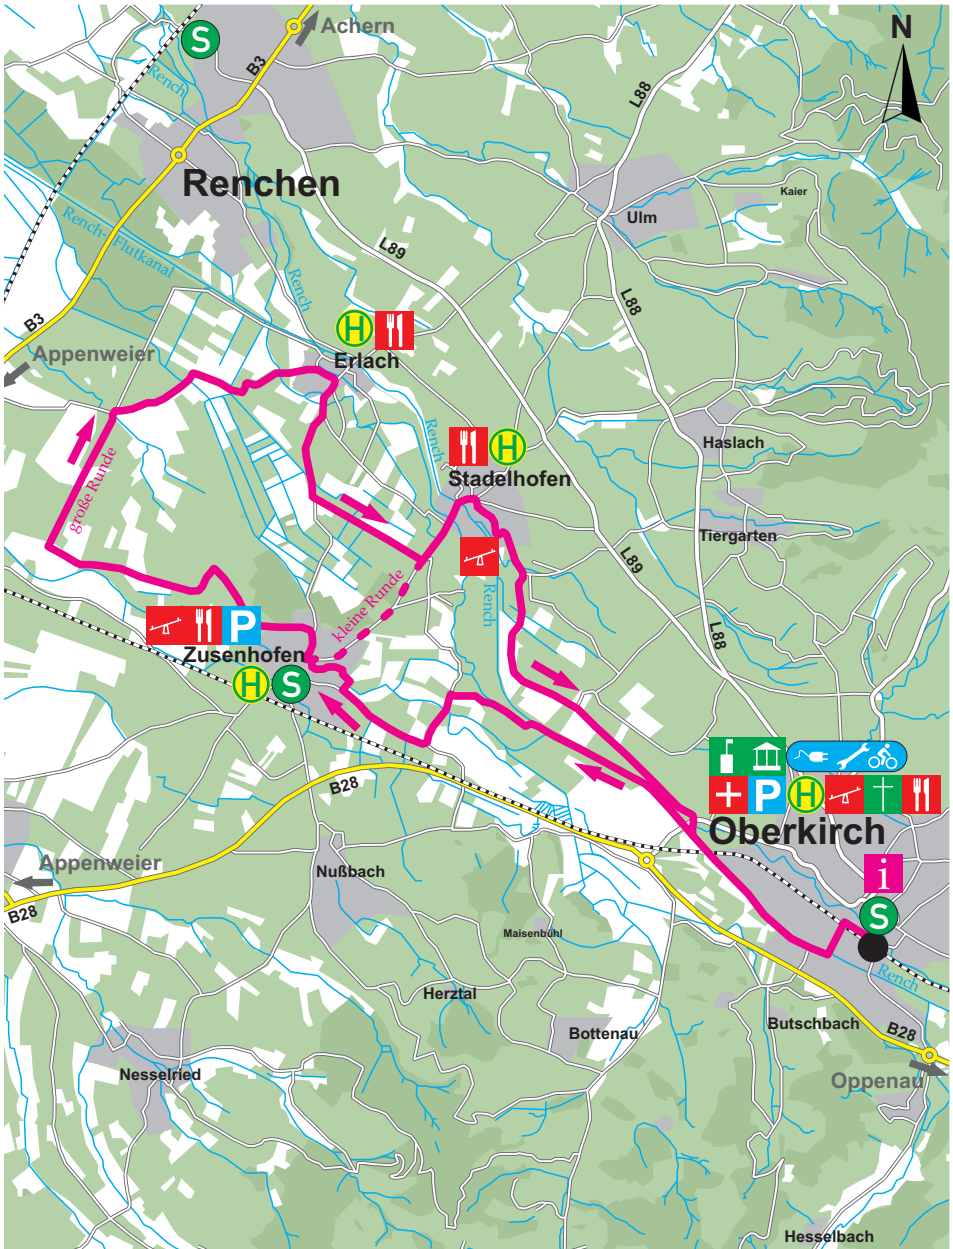 Achern
N
S
B3
Rench
L88
Renchen
Kaier
Ulm
Rench-Flutkanal
L89
Rench
L88
B3
H
Appenweier
Erlach
Rench
Haslach
H
Stadelhofen
große Runde
Tiergarten
L89
kleine Runde
Rench
P
L88
Zusenhofen
H
S
B28
P
H
Oberkirch
Appenweier
Nußbach
i
B28
S
Maisenbühl
Rench
Herztal
Butschbach
Bottenau
B28
Nesselried
Oppenau
Hesselbach